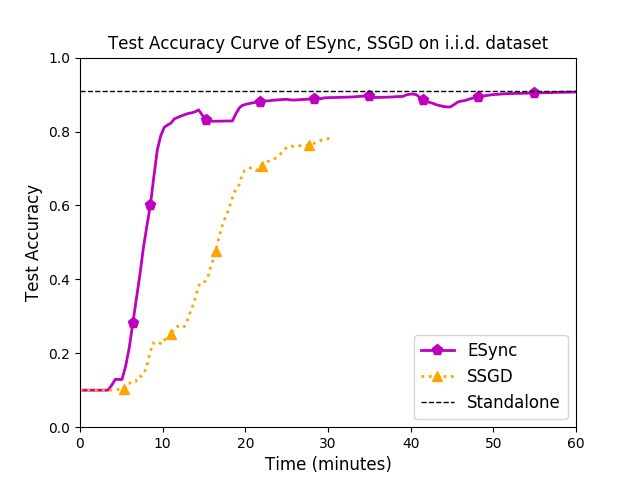 Test Accuracy Curve of ESync, SSGD on i.i.d. dataset
1.0
0.8
0.6
0.4
0.2
0.0
Test Accuracy
0 10 20 30 40 50 60
Time (minutes)
ESync
SSGD
Standalone